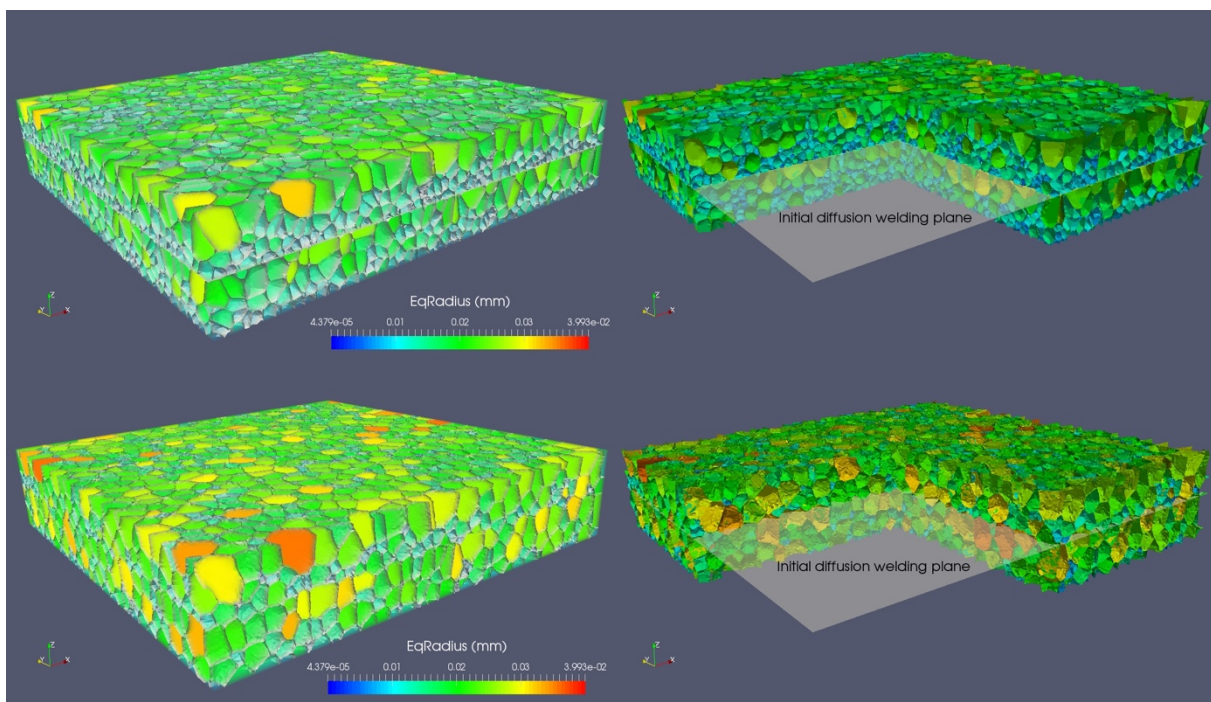 Initial diffusion welding plane
Z
Y
X
Z
Y
X
EqRadius (mm)
4.379e-05 0.01 0.02 0.03 3.993e-02
Initial diffusion welding plane
Z
Y
X
Z
Y
X
EqRadius (mm)
4.379e-05 0.01 0.02 0.03 3.993e-02